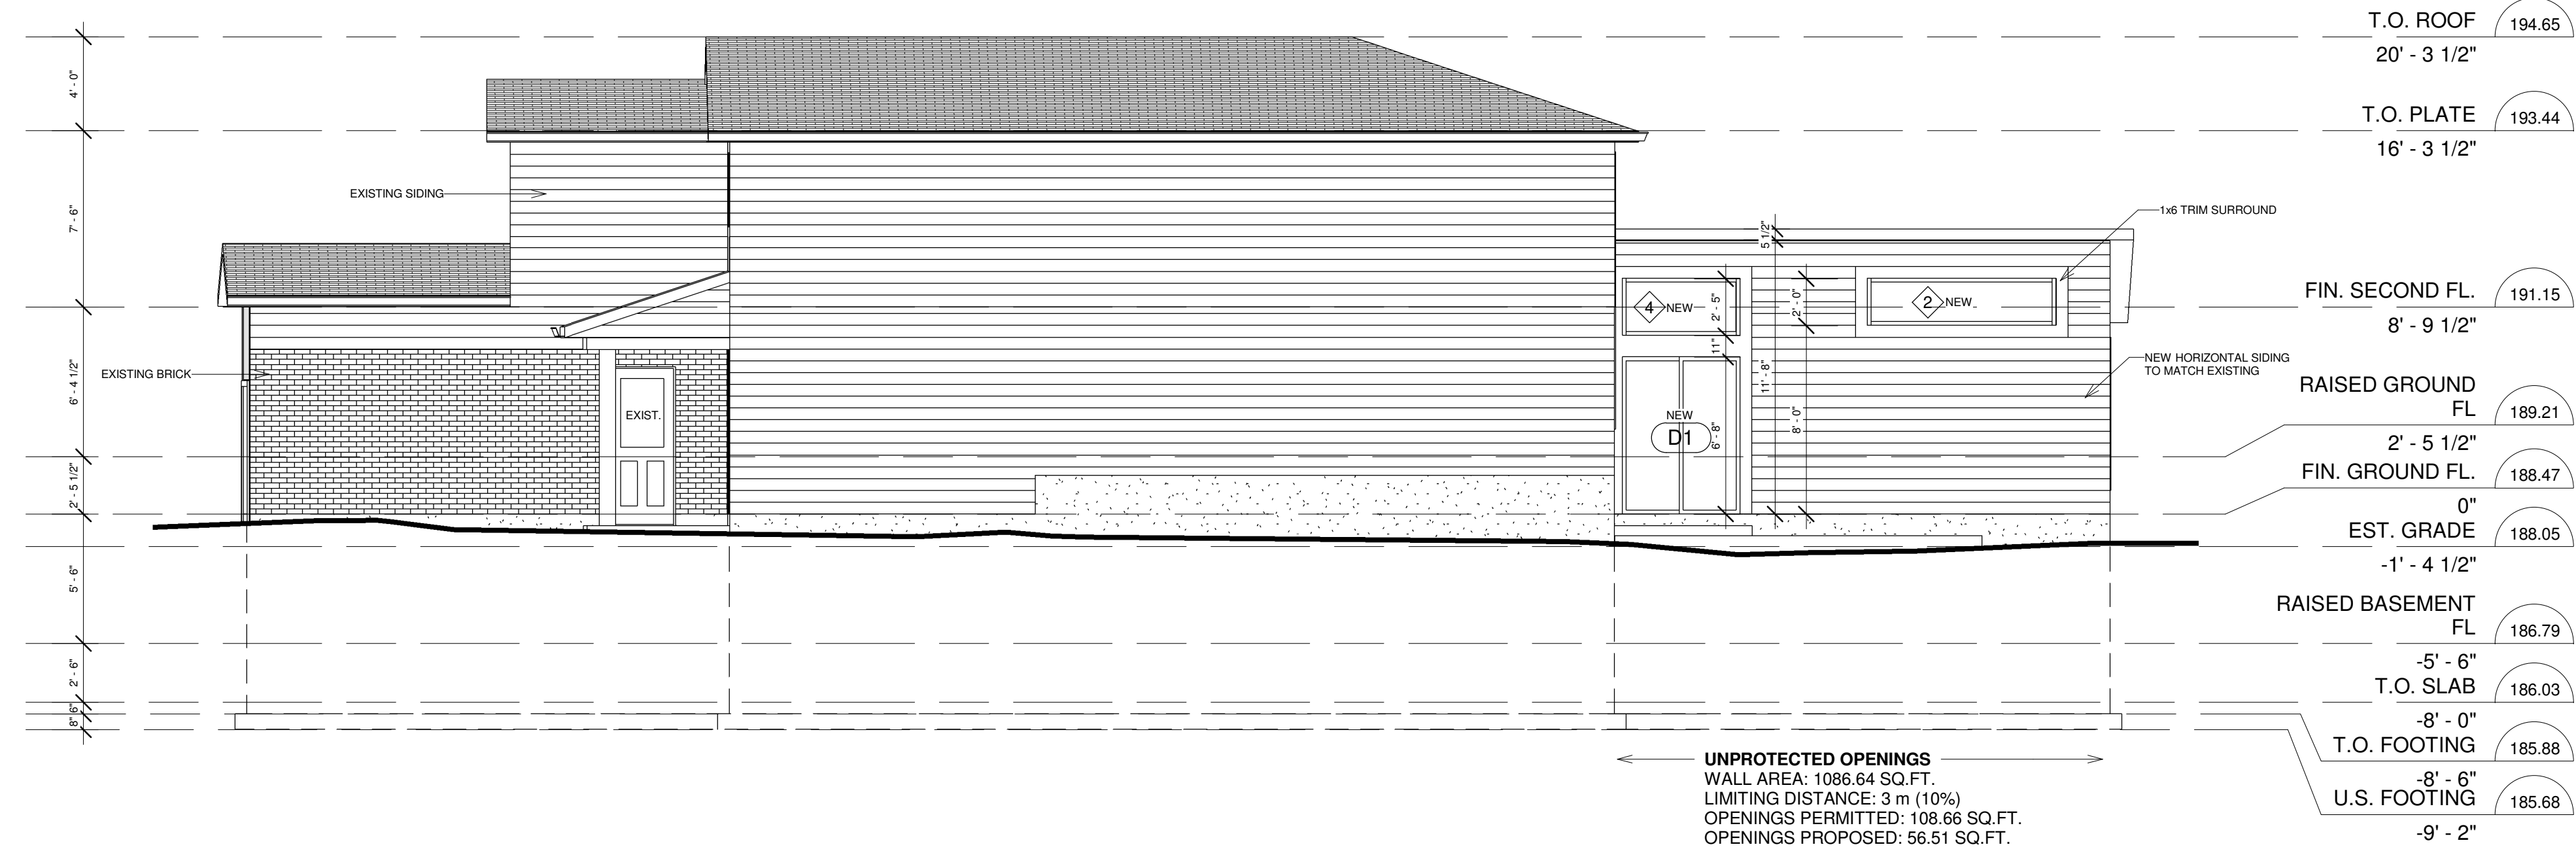 T.O. ROOF
194.65
20' - 3 1/2"
T.O. PLATE
193.44
16' - 3 1/2"
FIN. SECOND FL.
191.15
8' - 9 1/2"
RAISED GROUND
FL
189.21
2' - 5 1/2"
FIN. GROUND FL.
188.47
0"
EST. GRADE
188.05
-1' - 4 1/2"
RAISED BASEMENT
FL
186.79
-5' - 6"
T.O. SLAB
186.03
-8' - 0"
T.O. FOOTING
185.88
-8' - 6"
U.S. FOOTING
185.68
-9' - 2"
4' - 0"
7' - 6"
6' - 4 1/2"
2' - 5 1/2"
5' - 6"
2' - 6"
6"
8"
EXISTING SIDING
EXISTING BRICK
EXIST.
5 1/2"
1x6 TRIM SURROUND
4
NEW
2' - 5"
2' - 0"
2
NEW
11"
11' - 8"
NEW HORIZONTAL SIDING
TO MATCH EXISTING
NEW
D1
6' - 8"
8' - 0"
UNPROTECTED OPENINGS
WALL AREA: 1086.64 SQ.FT.
LIMITING DISTANCE: 3 m (10%)
OPENINGS PERMITTED: 108.66 SQ.FT.
OPENINGS PROPOSED: 56.51 SQ.FT.